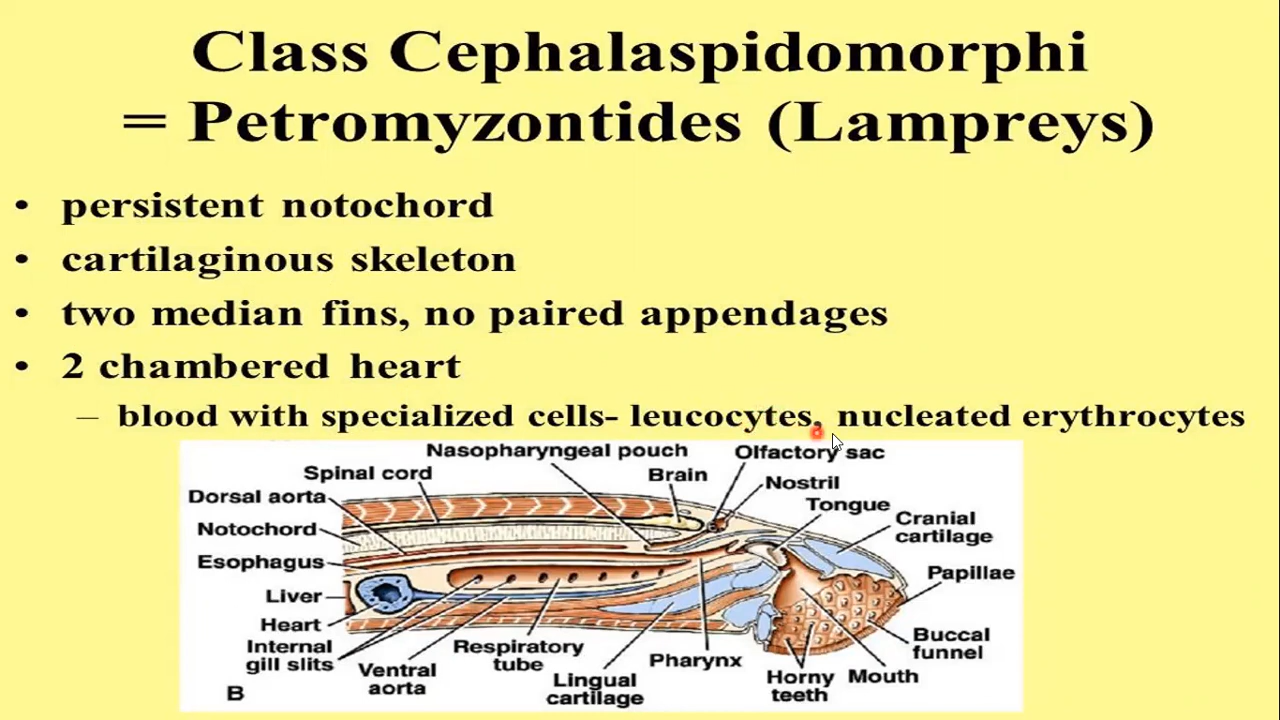 Class Cephalaspidomorphi
= Petromyzontides (Lampreys)
• persistent notochord
• cartilaginous skeleton
• two median fins, no paired appendages
• 2 chambered heart
– blood with specialized cells- leucocytes, nucleated erythrocytes
Nasopharyngeal pouch
Olfactory sac
Spinal cord
Brain
Nostril
Dorsal aorta
Tongue
Notochord
Cranial
cartilage
Esophagus
Papillae
Liver
Heart
Internal
gill slits
Ventral
aorta
Respiratory
tube
Lingual
cartilage
Pharynx
Horny
teeth
Mouth
Buccal
funnel
B